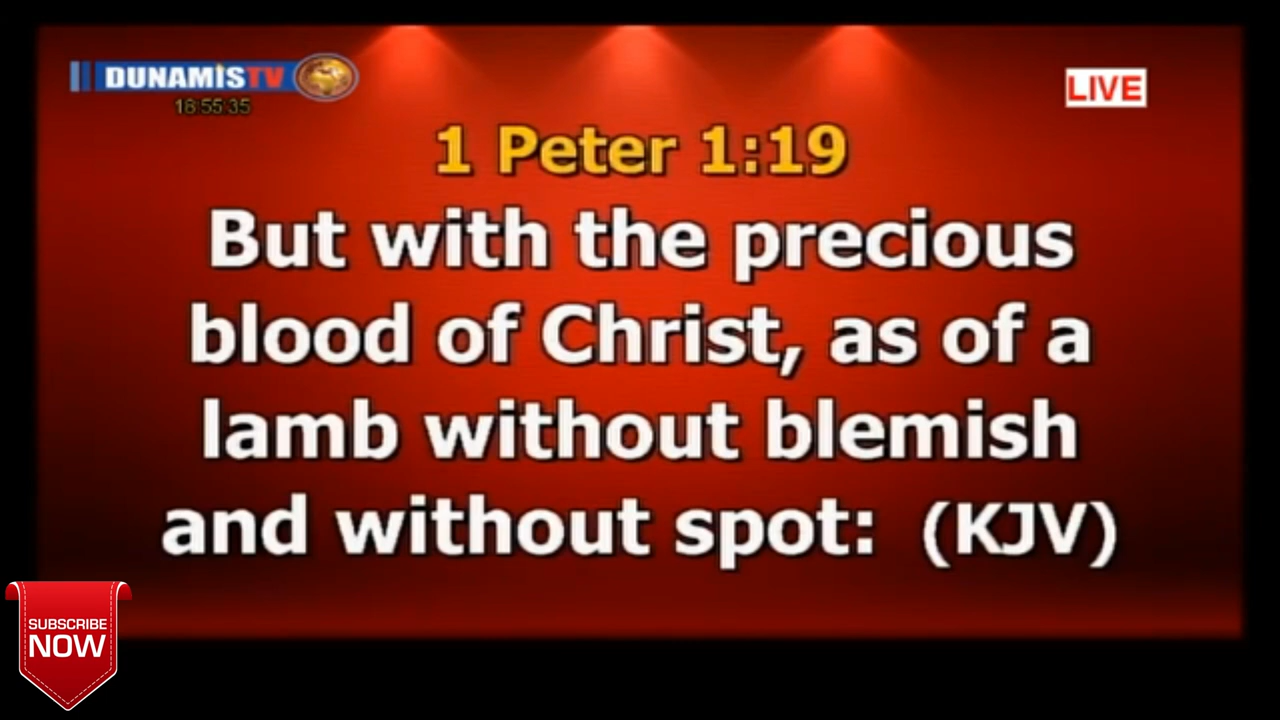 DUNAMISTV
18:55:35
LIVE
1 Peter 1:19
But with the precious
blood of Christ, as of a
lamb without blemish
and without spot: (KJV)
SUBSCRIBE
NOW